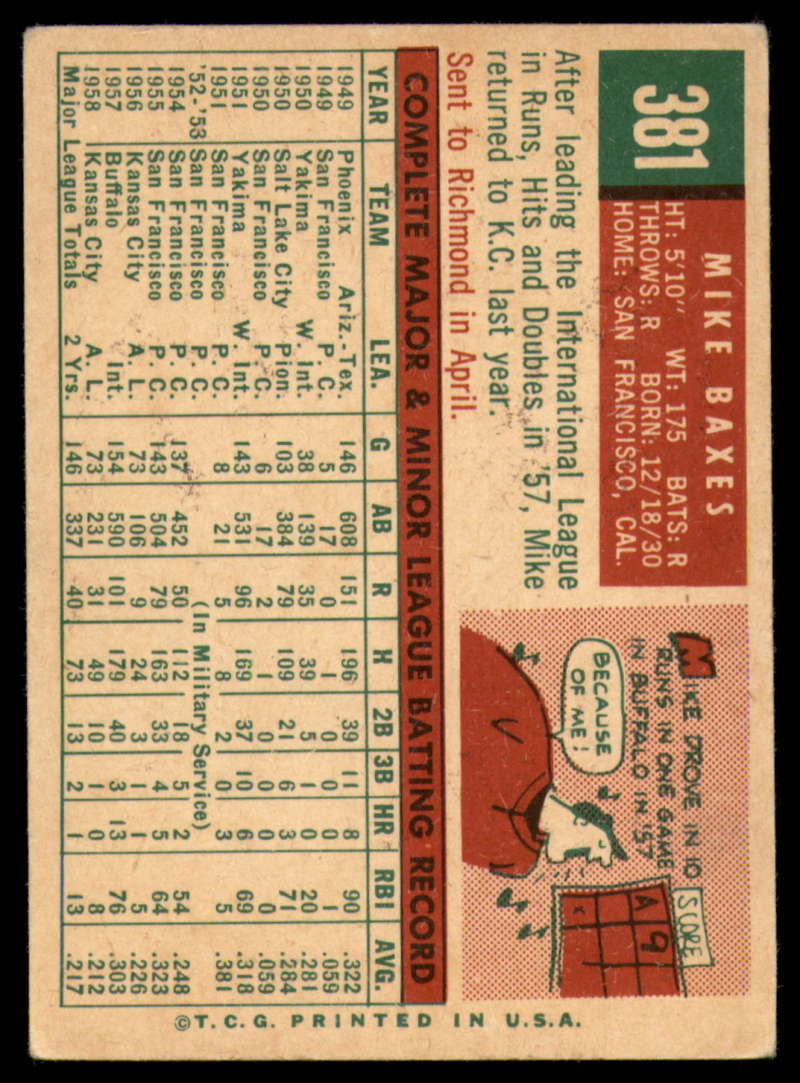 381
MIKE BAXES
HT: 5'10" WT: 175 BATS: R
THROWS: R BORN: 12/18/30
HOME: SAN FRANCISCO, CAL.
After leading the International League
in Runs, Hits and Doubles in '57, Mike
returned to K.C. last year.
Sent to Richmond in April.
MIKE DROVE IN 10
RUNS IN ONE GAME
IN BUFFALO IN '57
BECAUSE
OF ME!
SCORE
A 9
x
COMPLETE MAJOR & MINOR LEAGUE BATTING RECORD
YEAR TEAM LEA. G AB R H 2B 3B HR RBI AVG.
1949 Phoenix Ariz.-Tex. 146 608 151 196 39 11 8 90 .322
1949 San Francisco P. C. 5 17 0 1 0 0 0 1 .059
1950 Yakima W. Int. 38 139 35 39 5 1 0 20 .281
1950 Salt Lake City Pion. 103 384 79 109 21 6 3 71 .284
1950 San Francisco P. C. 6 17 2 1 0 0 0 0 .059
1951 Yakima W. Int. 143 531 96 169 37 10 6 69 .318
1951 San Francisco P. C. 8 21 5 8 2 0 3 5 .381
'52-'53 San Francisco P. C. (In Military Service)
1954 San Francisco P. C. 137 452 50 112 18 5 2 54 .248
1955 San Francisco P. C. 143 504 79 163 33 4 5 64 .323
1956 Kansas City A. L. 73 106 9 24 3 1 1 5 .226
1957 Buffalo Int. 154 590 101 179 40 3 13 76 .303
1958 Kansas City A. L. 73 231 31 49 10 1 0 8 .212
Major League Totals 2 Yrs. 146 337 40 73 13 2 1 13 .217
©T.C.G. PRINTED IN U.S.A.